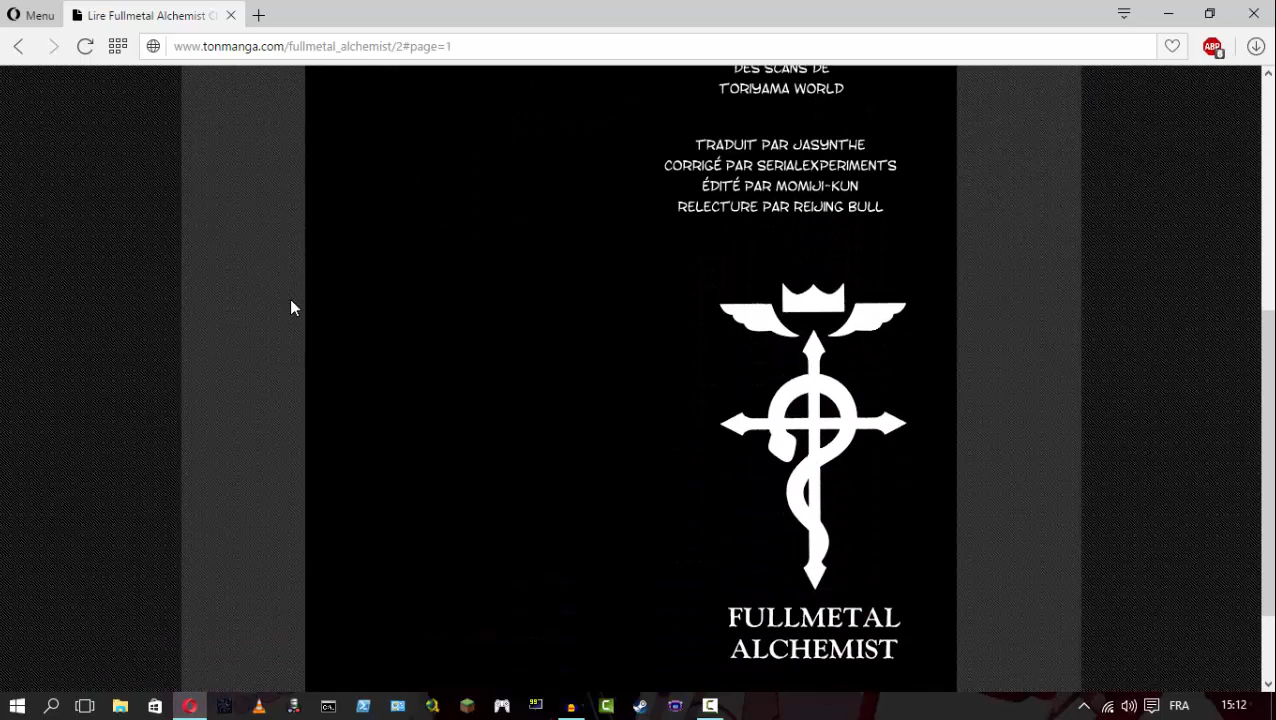 Menu
Lire Fullmetal Alchemist C
www.tonmanga.com/fullmetal_alchemist/2#page=1
ABP
DES SCANS DE
TORIYAMA WORLD
TRADUIT PAR JASYNTHE
CORRIGÉ PAR SERIALEXPERIMENTS
ÉDITÉ PAR MOMIJI-KUN
RELECTURE PAR REIJING BULL
FULLMETAL
ALCHEMIST
FRA
15:12